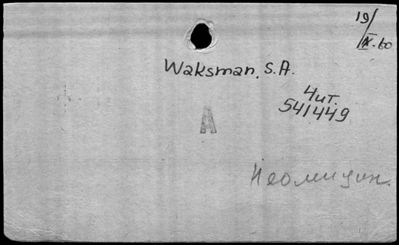 19/
IX-60
Waksman, S.A.
Чит.
541449
A
Неомицин.